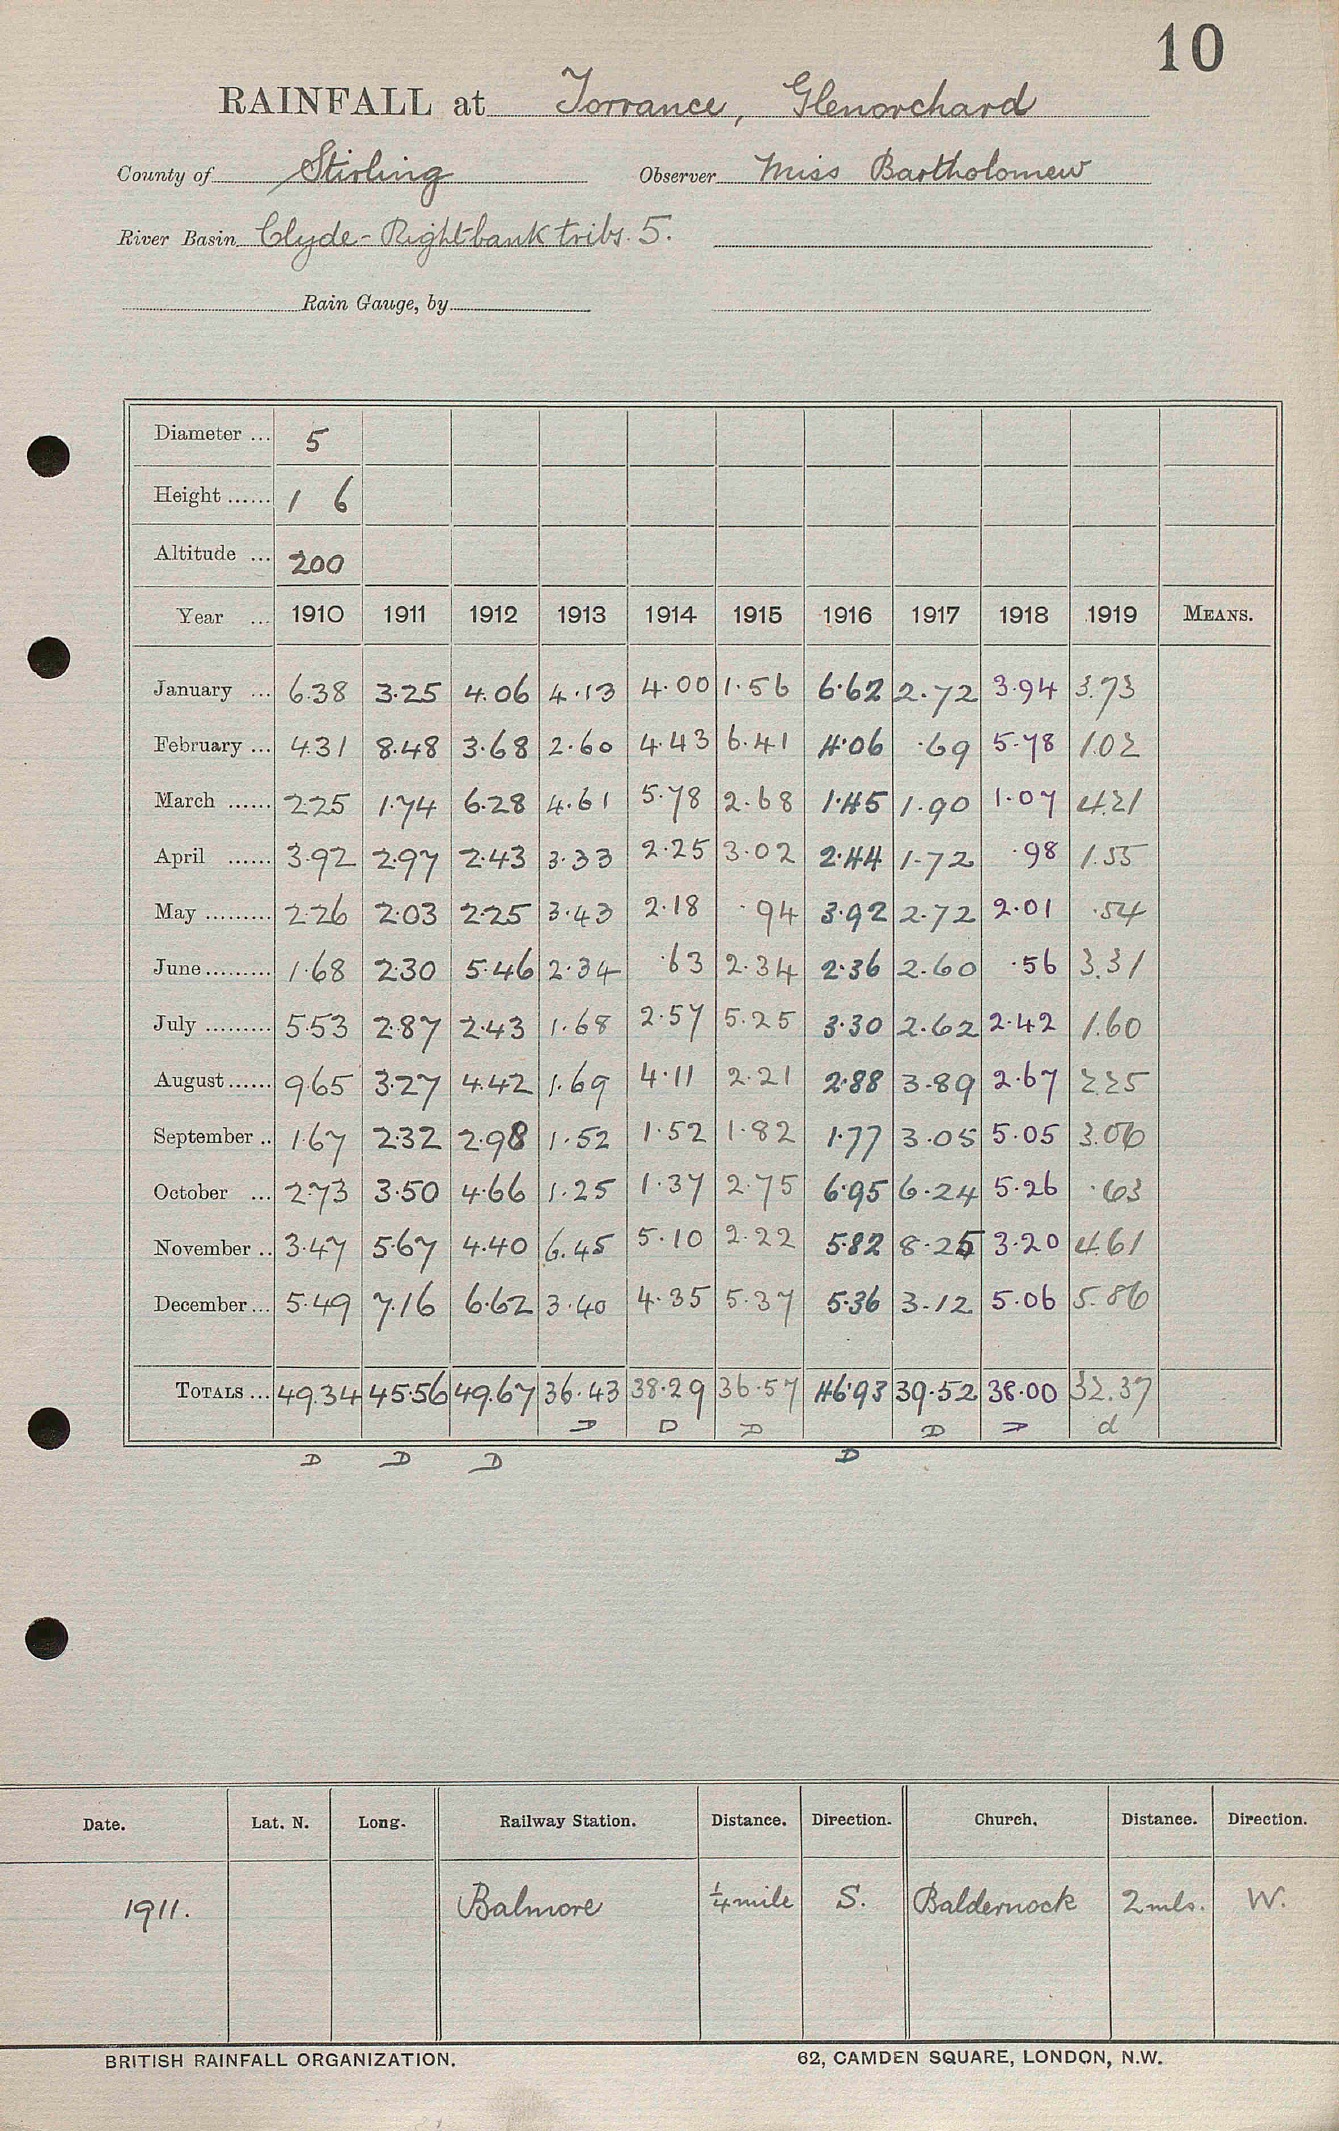 10
RAINFALL at Torrance, Glenorchard
County of Stirling Observer Miss Bartholomew
River Basin Clyde-Right bank tribs. 5.
Rain Gauge, by
Diameter ... 5
Height ...... 1 6
Altitude ... 200
Year ... 1910 1911 1912 1913 1914 1915 1916 1917 1918 1919 MEANS.
January ... 6.38 3.25 4.06 4.13 4.00 1.56 6.62 2.72 3.94 3.73
February ... 4.31 8.48 3.68 2.60 4.43 6.41 4.06 .69 5.78 1.02
March ...... 2.25 1.74 6.28 4.61 5.78 2.68 1.45 1.90 1.07 4.21
April ...... 3.92 2.97 2.43 3.33 2.25 3.02 2.44 1.72 .98 1.55
May ......... 2.26 2.03 2.25 3.43 2.18 .94 3.92 2.72 2.01 .54
June ......... 1.68 2.30 5.46 2.34 .63 2.34 2.36 2.60 .56 3.31
July ......... 5.53 2.87 2.43 1.68 2.57 5.25 3.30 2.62 2.42 1.60
August ...... 9.65 3.27 4.42 1.69 4.11 2.21 2.88 3.89 2.67 2.25
September .. 1.67 2.32 2.98 1.52 1.52 1.82 1.77 3.05 5.05 3.06
October ... 2.73 3.50 4.66 1.25 1.37 2.75 6.95 6.24 5.26 .63
November .. 3.47 5.67 4.40 6.45 5.10 2.22 5.82 8.25 3.20 4.61
December ... 5.49 7.16 6.62 3.40 4.35 5.37 5.36 3.12 5.06 5.86
TOTALS ... 49.34 45.56 49.67 36.43 38.29 36.57 46.93 39.52 38.00 32.37
D D D D D d
D D D D
Date. Lat. N. Long. Railway Station. Distance. Direction. Church. Distance. Direction.
1911. Balmore ¼ mile S. Baldernock 2 mls. W.
BRITISH RAINFALL ORGANIZATION. 62, CAMDEN SQUARE, LONDON, N.W.